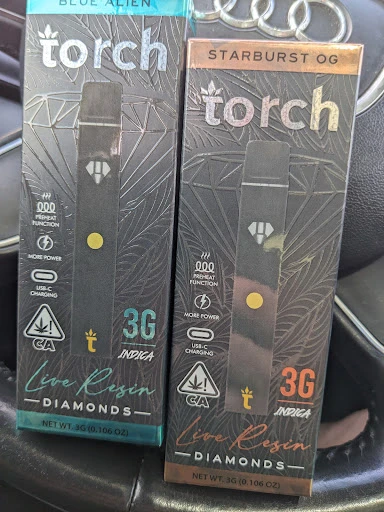 BLUE ALIEN
torch
PREHEAT
FUNCTION
MORE POWER
USB-C
CHARGING
CA
t
3G
INDICA
Live Resin
DIAMONDS
NET WT. 3G (0.106 OZ)
STARBURST OG
torch
PREHEAT
FUNCTION
MORE POWER
USB-C
CHARGING
CA
t
3G
INDICA
Live Resin
DIAMONDS
NET WT. 3G (0.106 OZ)